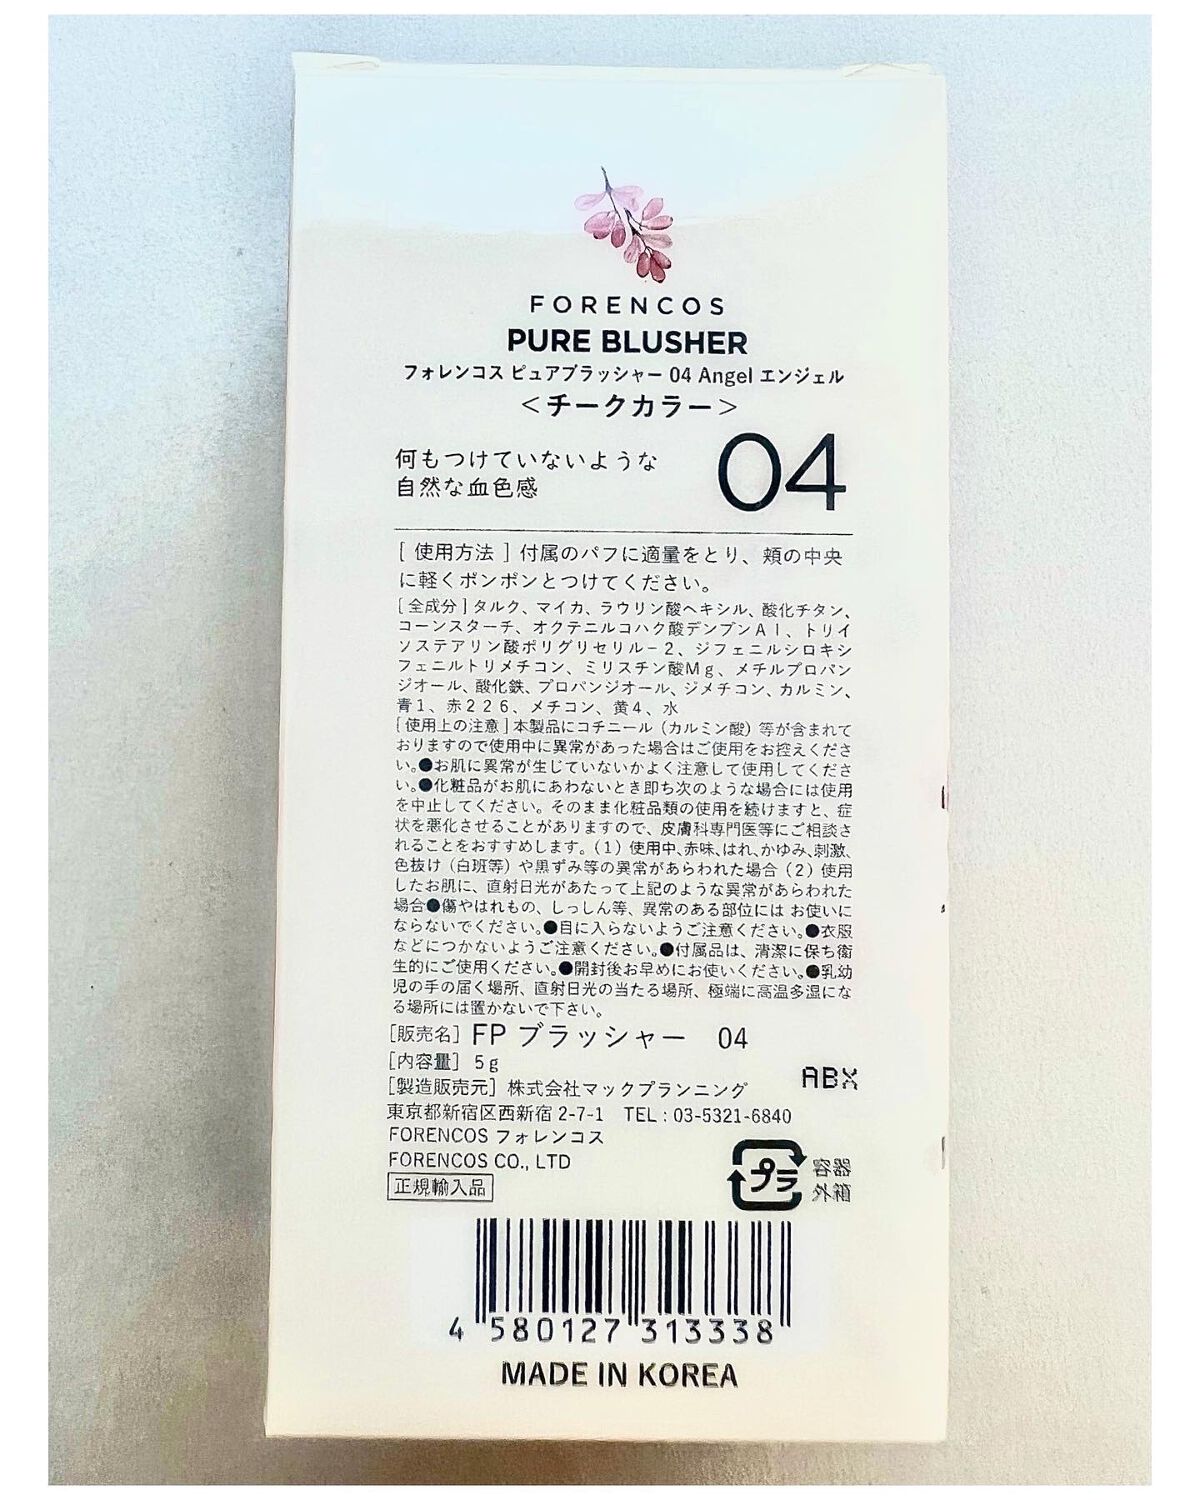 FORENCOS
PURE BLUSHER
フォレンコス ピュアブラッシャー 04 Angel エンジェル
＜チークカラー＞
何もつけていないような
自然な血色感
04
[ 使用方法 ] 付属のパフに適量をとり、頬の中央
に軽くポンポンとつけてください。
[ 全成分 ] タルク、マイカ、ラウリン酸ヘキシル、酸化チタン、
コーンスターチ、オクテニルコハク酸デンプンＡｌ、トリイ
ソステアリン酸ポリグリセリル－２、ジフェニルシロキシ
フェニルトリメチコン、ミリスチン酸Ｍｇ、メチルプロパン
ジオール、酸化鉄、プロパンジオール、ジメチコン、カルミン、
青１、赤２２６、メチコン、黄４、水
[ 使用上の注意 ] 本製品にコチニール（カルミン酸）等が含まれて
おりますので使用中に異常があった場合はご使用をお控えくださ
い。●お肌に異常が生じていないかよく注意して使用してくださ
い。●化粧品がお肌にあわないとき即ち次のような場合には使用
を中止してください。そのまま化粧品類の使用を続けますと、症
状を悪化させることがありますので、皮膚科専門医等にご相談さ
れることをおすすめします。（1）使用中、赤味、はれ、かゆみ、刺激、
色抜け（白斑等）や黒ずみ等の異常があらわれた場合（2）使用
したお肌に、直射日光があたって上記のような異常があらわれた
場合●傷やはれもの、しっしん等、異常のある部位には お使いに
ならないでください。●目に入らないようご注意ください。●衣服
などにつかないようご注意ください。●付属品は、清潔に保ち衛
生的にご使用ください。●開封後お早めにお使いください。●乳幼
児の手の届く場所、直射日光の当たる場所、極端に高温多湿にな
る場所には置かないで下さい。
[販売名] FP ブラッシャー 04
[内容量] 5g
[製造販売元] 株式会社マックプランニング
ABX
東京都新宿区西新宿 2-7-1 TEL : 03-5321-6840
FORENCOS フォレンコス
FORENCOS CO., LTD
正規輸入品
プラ
容器
外箱
4 580127 313338
MADE IN KOREA